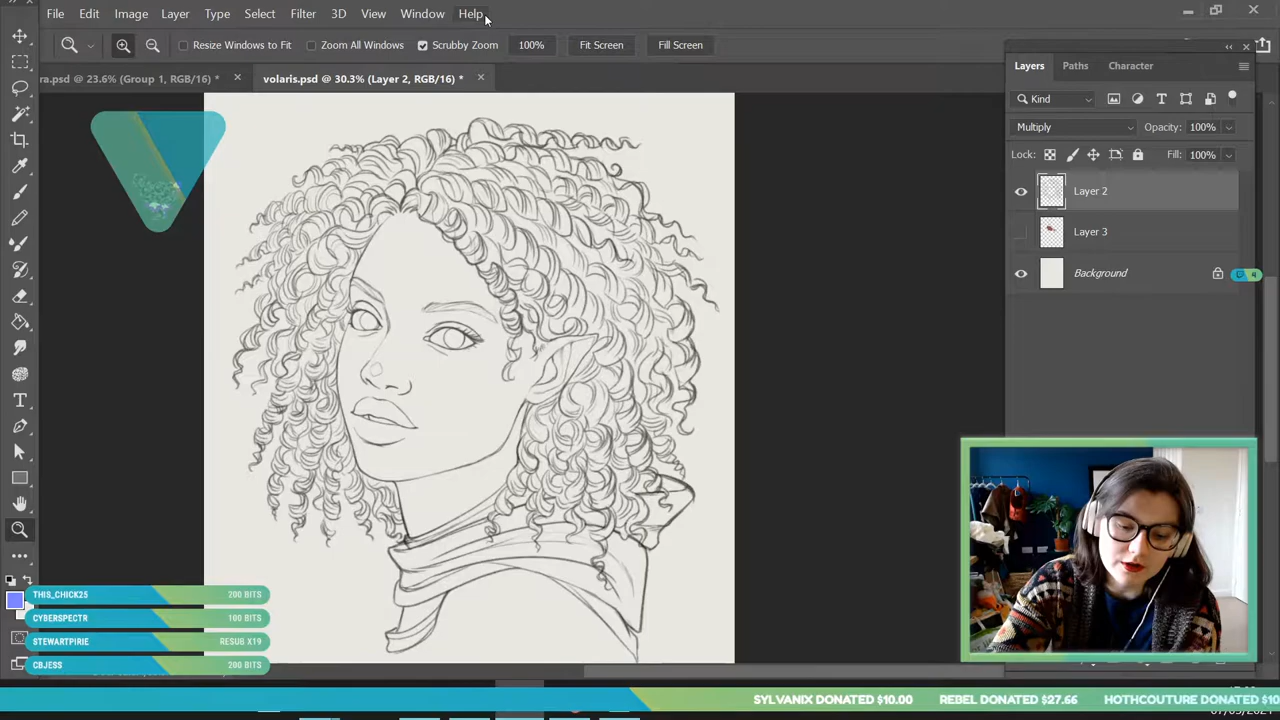 File Edit Image Layer Type Select Filter 3D View Window Help
Resize Windows to Fit Zoom All Windows Scrubby Zoom 100% Fit Screen Fill Screen
ra.psd @ 23.6% (Group 1, RGB/16) *
volaris.psd @ 30.3% (Layer 2, RGB/16) *
Layers Paths Character
Kind
Multiply Opacity: 100%
Lock: Fill: 100%
Layer 2
Layer 3
Background
4
THIS_CHICK25 200 BITS
CYBERSPECTR 100 BITS
STEWARTPIRIE RESUB X19
CBJESS 200 BITS
SYLVANIX DONATED $10.00 REBEL DONATED $27.66 HOTHCOUTURE DONATED $10